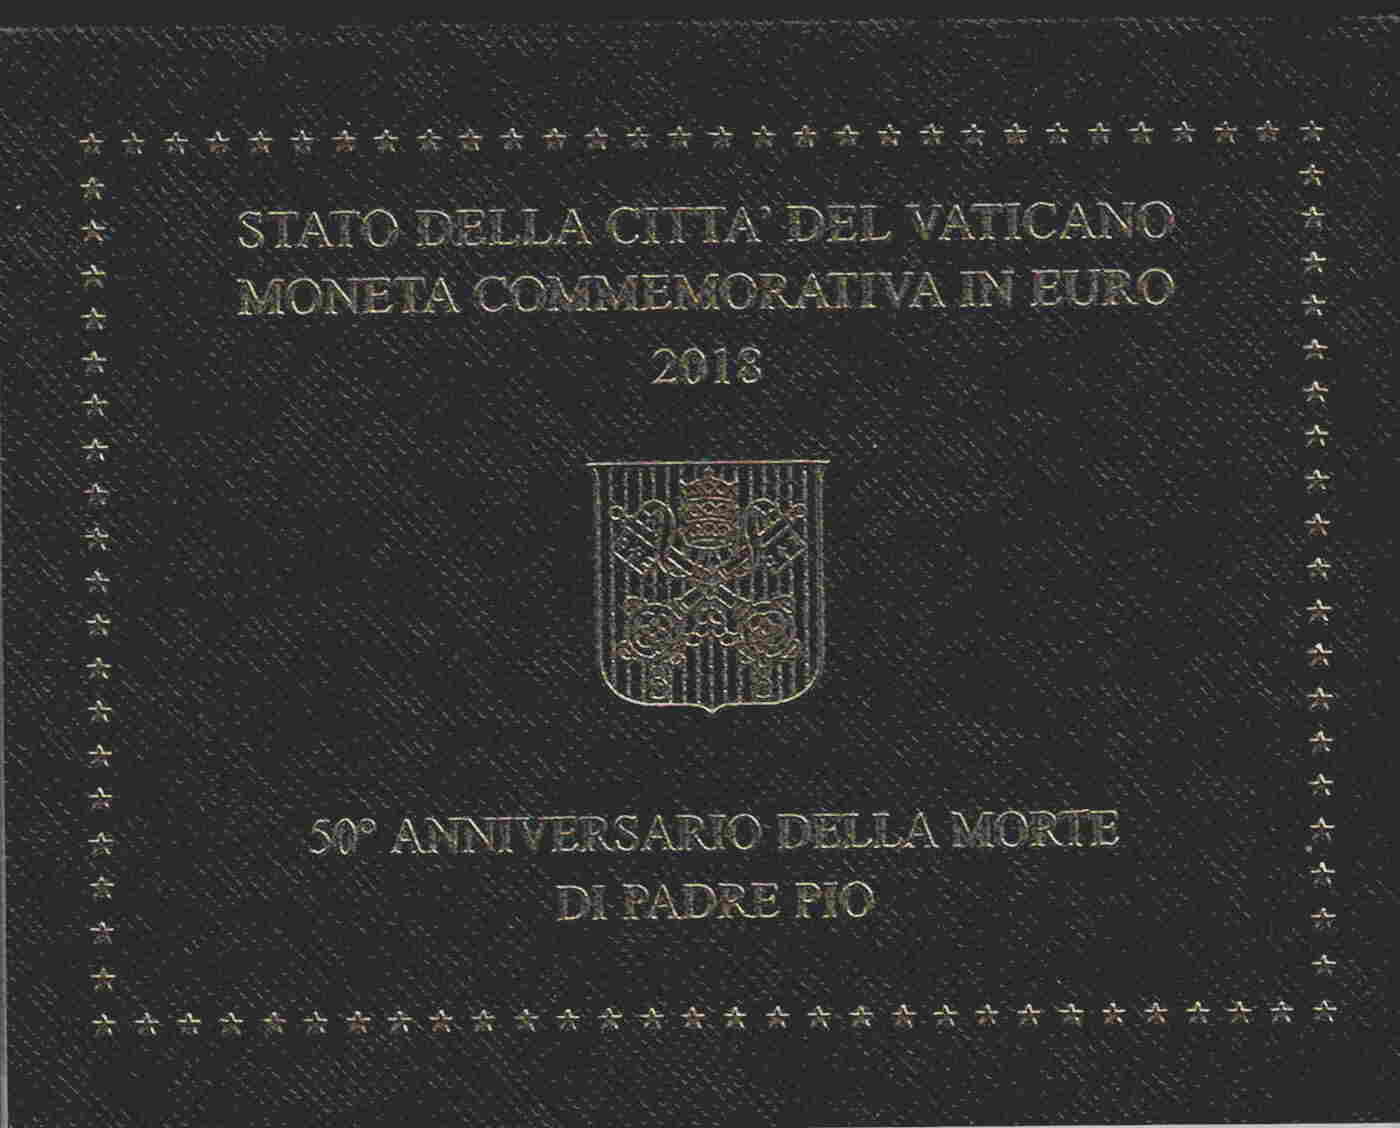 STATO DELLA CITTA' DEL VATICANO
MONETA COMMEMORATIVA IN EURO
2018
50° ANNIVERSARIO DELLA MORTE
DI PADRE PIO